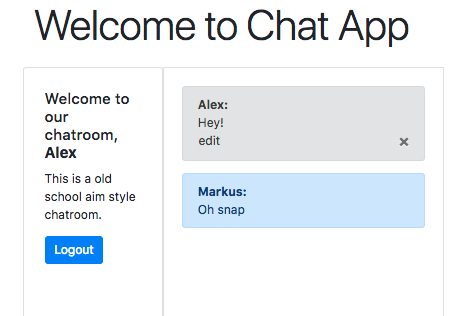 Welcome to Chat App
Welcome to
our
chatroom,
Alex
This is a old
school aim style
chatroom.
Logout
Alex:
Hey!
edit
×
Markus:
Oh snap